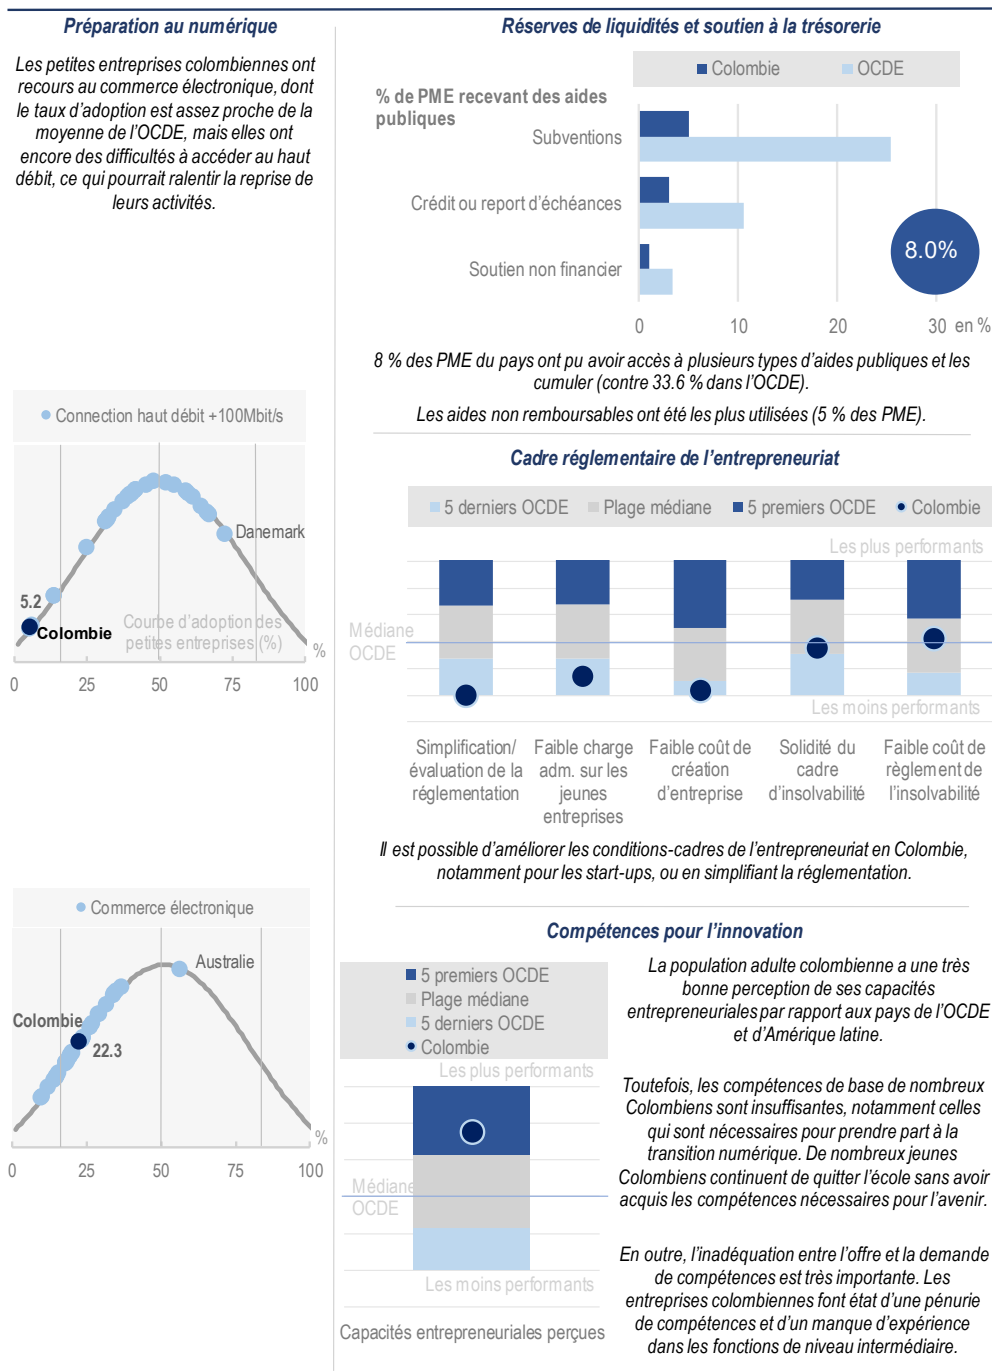 Préparation au numérique
Les petites entreprises colombiennes ont
recours au commerce électronique, dont
le taux d’adoption est assez proche de la
moyenne de l’OCDE, mais elles ont
encore des difficultés à accéder au haut
débit, ce qui pourrait ralentir la reprise de
leurs activités.
Connection haut débit +100Mbit/s
Danemark
5.2
Colombie
Courbe d’adoption des
petites entreprises (%)
%
0 25 50 75 100
Commerce électronique
Australie
Colombie
22.3
%
0 25 50 75 100
Réserves de liquidités et soutien à la trésorerie
Colombie OCDE
% de PME recevant des aides
publiques
Subventions
Crédit ou report d’échéances
Soutien non financier
8.0%
0 10 20 30 en %
8 % des PME du pays ont pu avoir accès à plusieurs types d’aides publiques et les
cumuler (contre 33.6 % dans l’OCDE).
Les aides non remboursables ont été les plus utilisées (5 % des PME).
Cadre réglementaire de l’entrepreneuriat
5 derniers OCDE Plage médiane 5 premiers OCDE Colombie
Les plus performants
Médiane
OCDE
Les moins performants
Simplification/
évaluation de la
réglementation
Faible charge
adm. sur les
jeunes
entreprises
Faible coût de
création
d’entreprise
Solidité du
cadre
d’insolvabilité
Faible coût de
règlement de
l’insolvabilité
Il est possible d’améliorer les conditions-cadres de l’entrepreneuriat en Colombie,
notamment pour les start-ups, ou en simplifiant la réglementation.
Compétences pour l’innovation
5 premiers OCDE
Plage médiane
5 derniers OCDE
Colombie
Les plus performants
Médiane
OCDE
Les moins performants
Capacités entrepreneuriales perçues
La population adulte colombienne a une très
bonne perception de ses capacités
entrepreneuriales par rapport aux pays de l’OCDE
et d’Amérique latine.
Toutefois, les compétences de base de nombreux
Colombiens sont insuffisantes, notamment celles
qui sont nécessaires pour prendre part à la
transition numérique. De nombreux jeunes
Colombiens continuent de quitter l’école sans avoir
acquis les compétences nécessaires pour l’avenir.
En outre, l’inadéquation entre l’offre et la demande
de compétences est très importante. Les
entreprises colombiennes font état d’une pénurie
de compétences et d’un manque d’expérience
dans les fonctions de niveau intermédiaire.